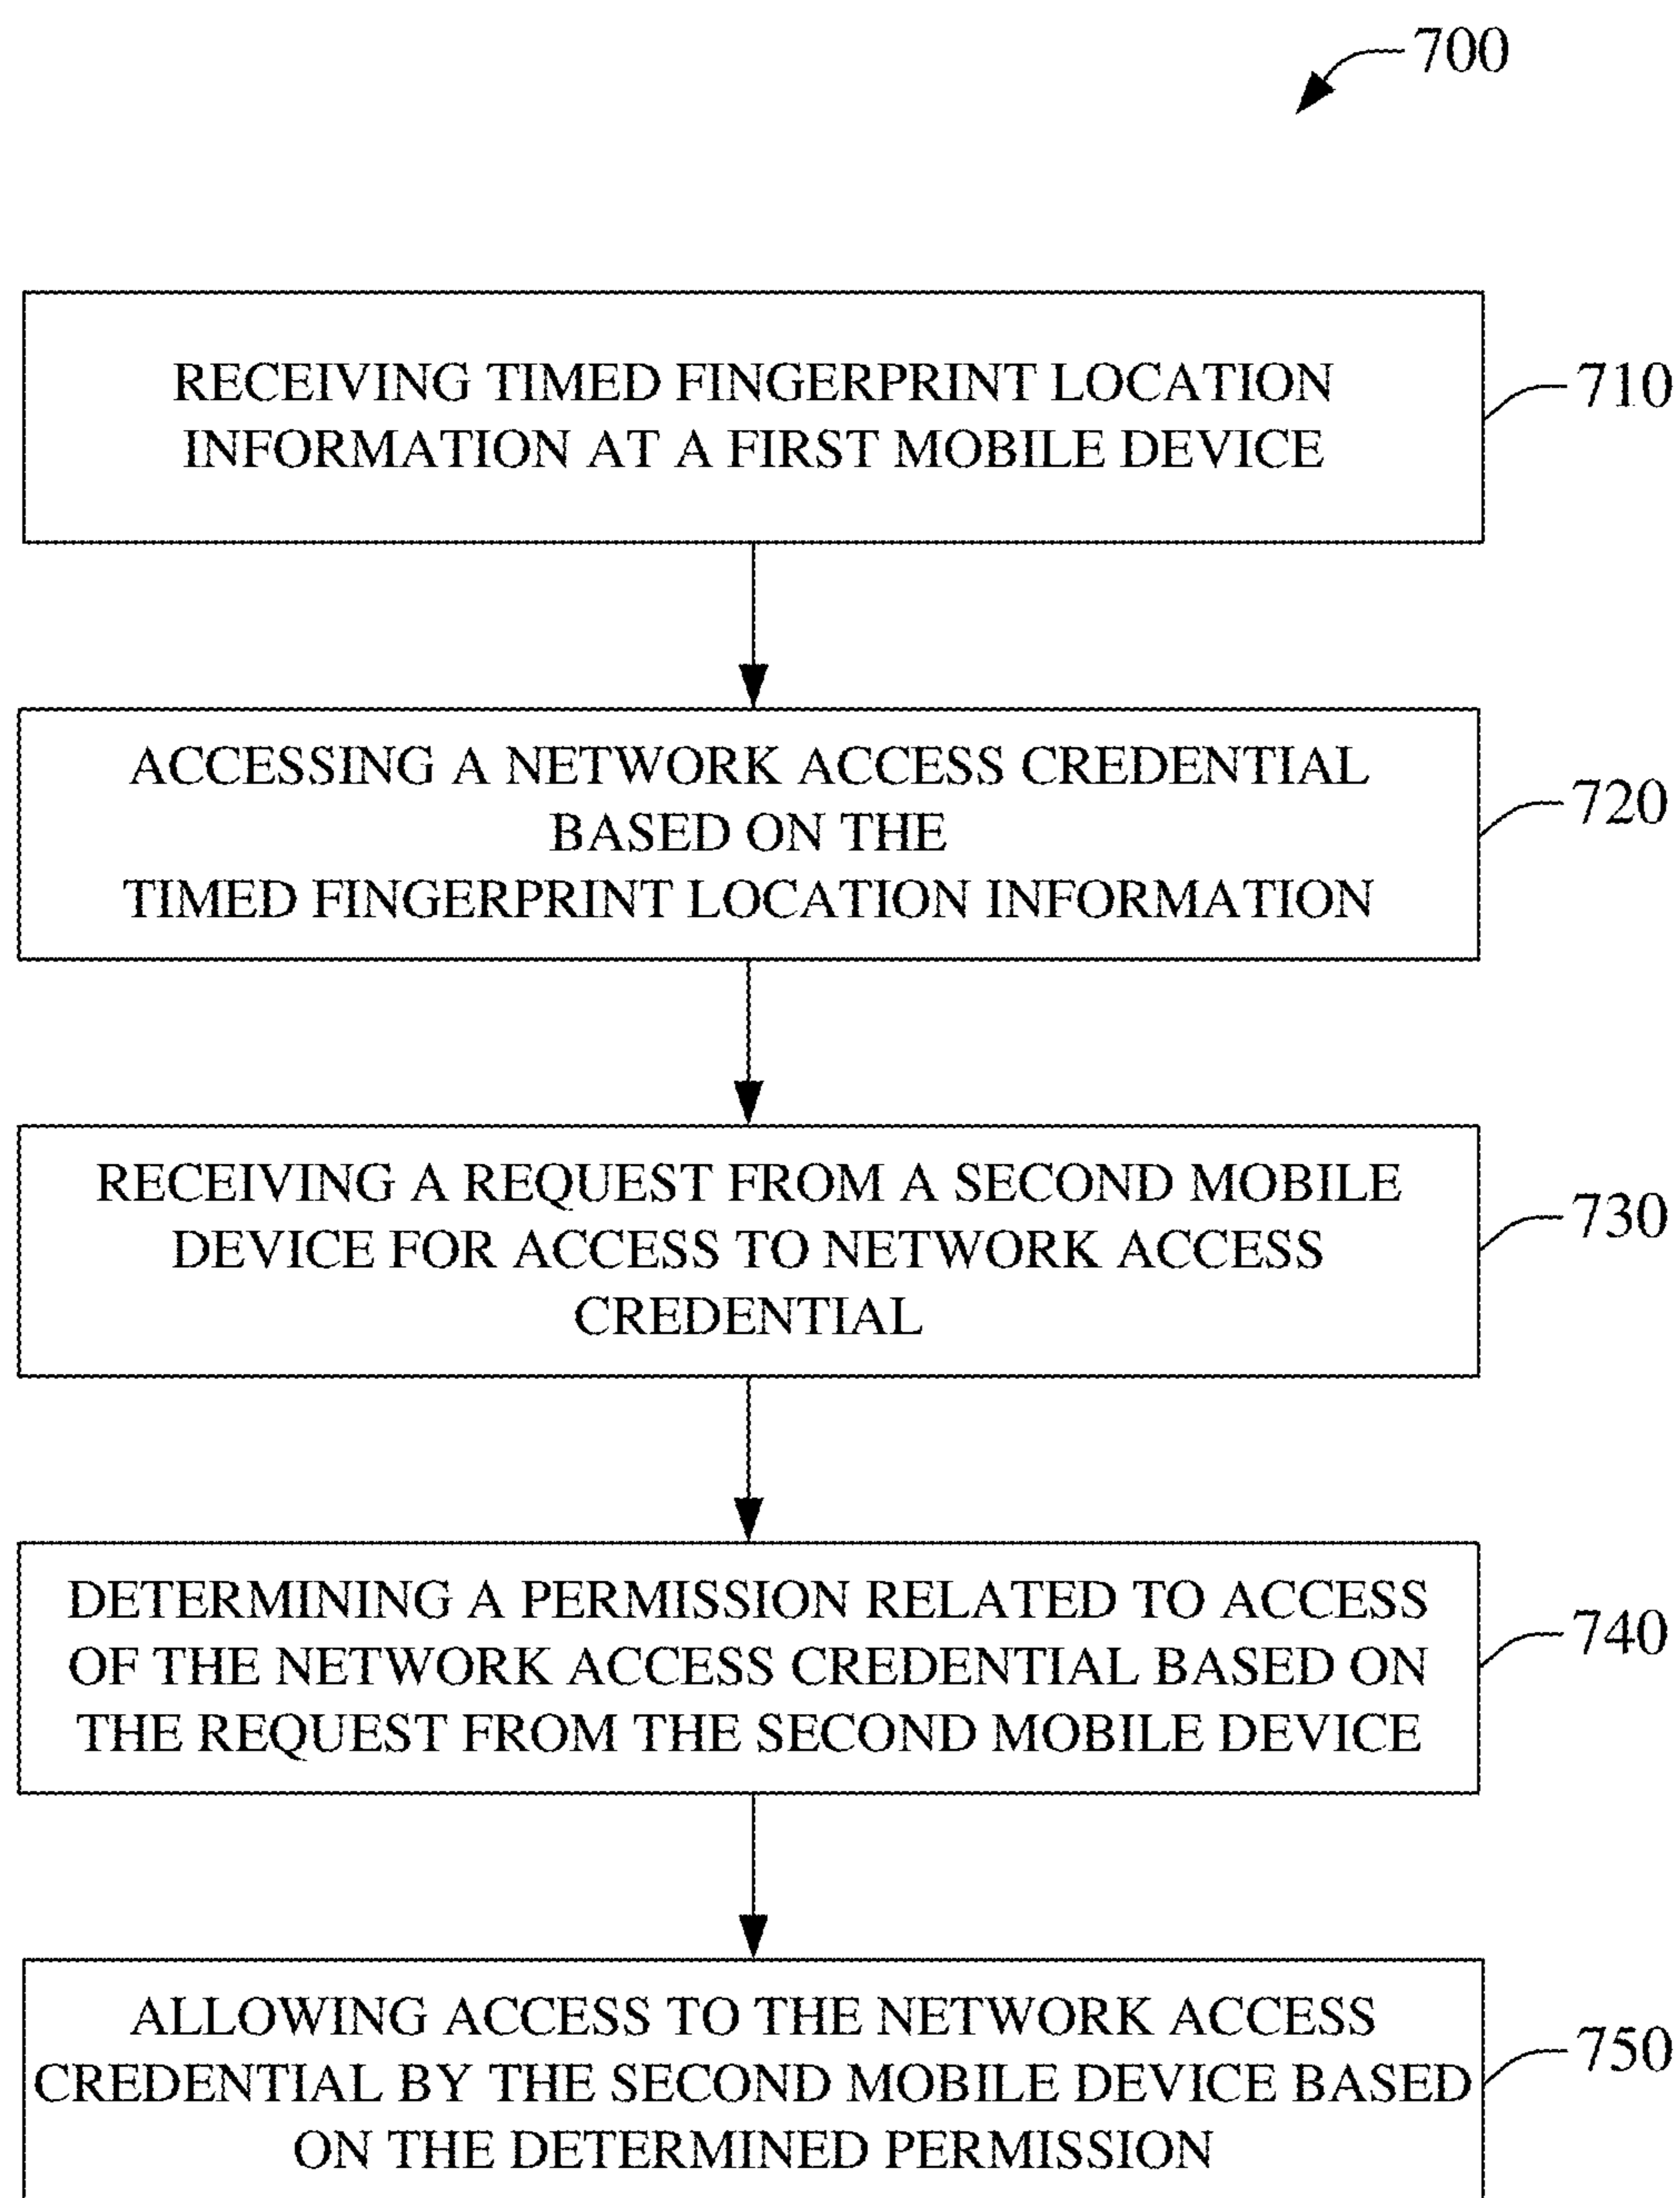 700
RECEIVING TIMED FINGERPRINT LOCATION
INFORMATION AT A FIRST MOBILE DEVICE
710
ACCESSING A NETWORK ACCESS CREDENTIAL
BASED ON THE
TIMED FINGERPRINT LOCATION INFORMATION
720
RECEIVING A REQUEST FROM A SECOND MOBILE
DEVICE FOR ACCESS TO NETWORK ACCESS
CREDENTIAL
730
DETERMINING A PERMISSION RELATED TO ACCESS
OF THE NETWORK ACCESS CREDENTIAL BASED ON
THE REQUEST FROM THE SECOND MOBILE DEVICE
740
ALLOWING ACCESS TO THE NETWORK ACCESS
CREDENTIAL BY THE SECOND MOBILE DEVICE BASED
ON THE DETERMINED PERMISSION
750